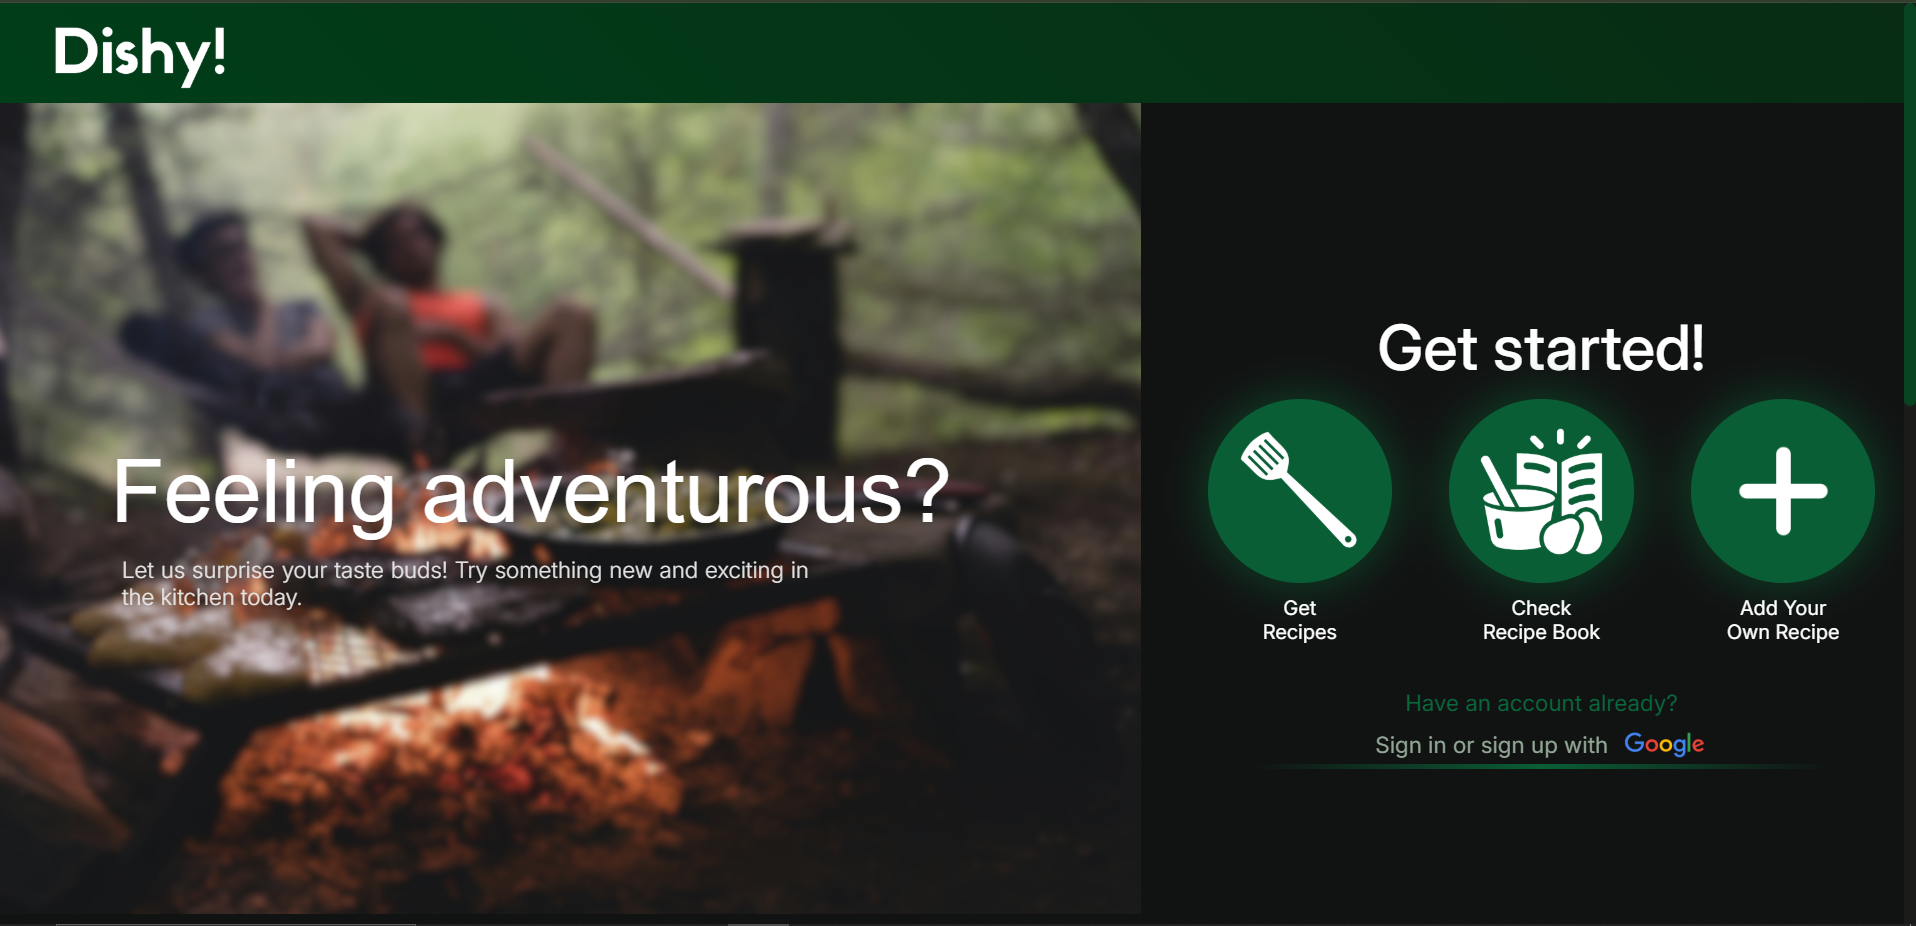 Dishy!
Feeling adventurous?
Let us surprise your taste buds! Try something new and exciting in
the kitchen today.
Get started!
Get
Recipes
Check
Recipe Book
Add Your
Own Recipe
Have an account already?
Sign in or sign up with Google